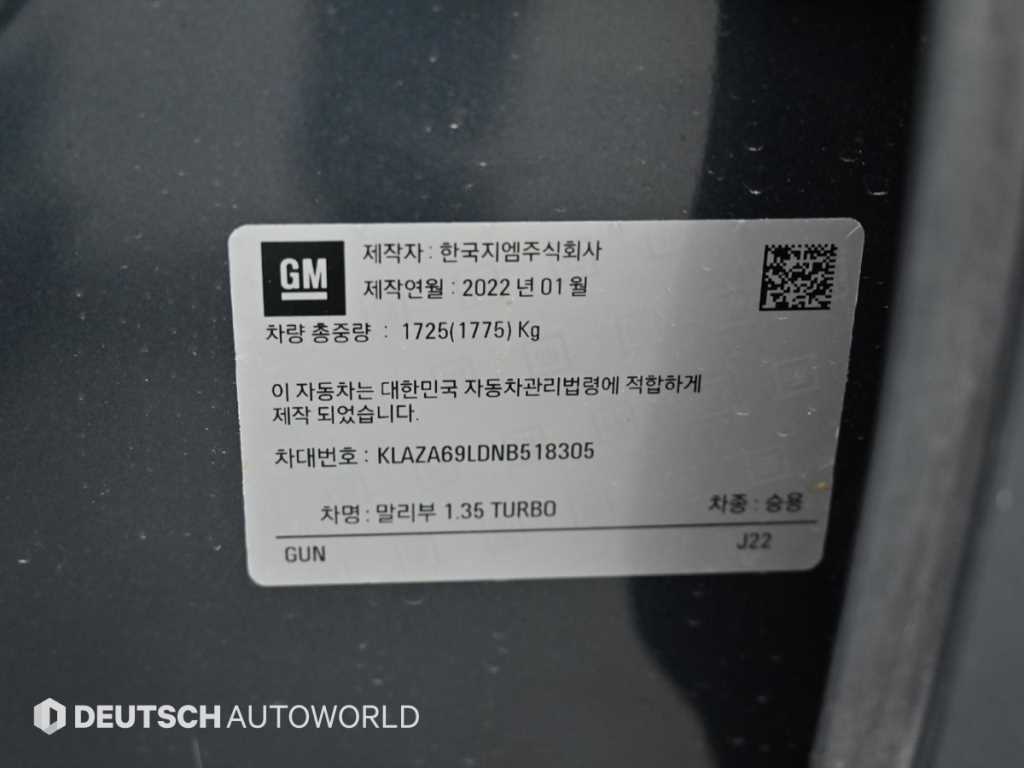 GM
제작자 : 한국지엠주식회사
제작연월 : 2022 년 01 월
차량 총중량 : 1725(1775) Kg
이 자동차는 대한민국 자동차관리법령에 적합하게
제작 되었습니다.
차대번호 : KLAZA69LDNB518305
차명 : 말리부 1.35 TURBO 차종 : 승용
GUN J22
DEUTSCH AUTOWORLD